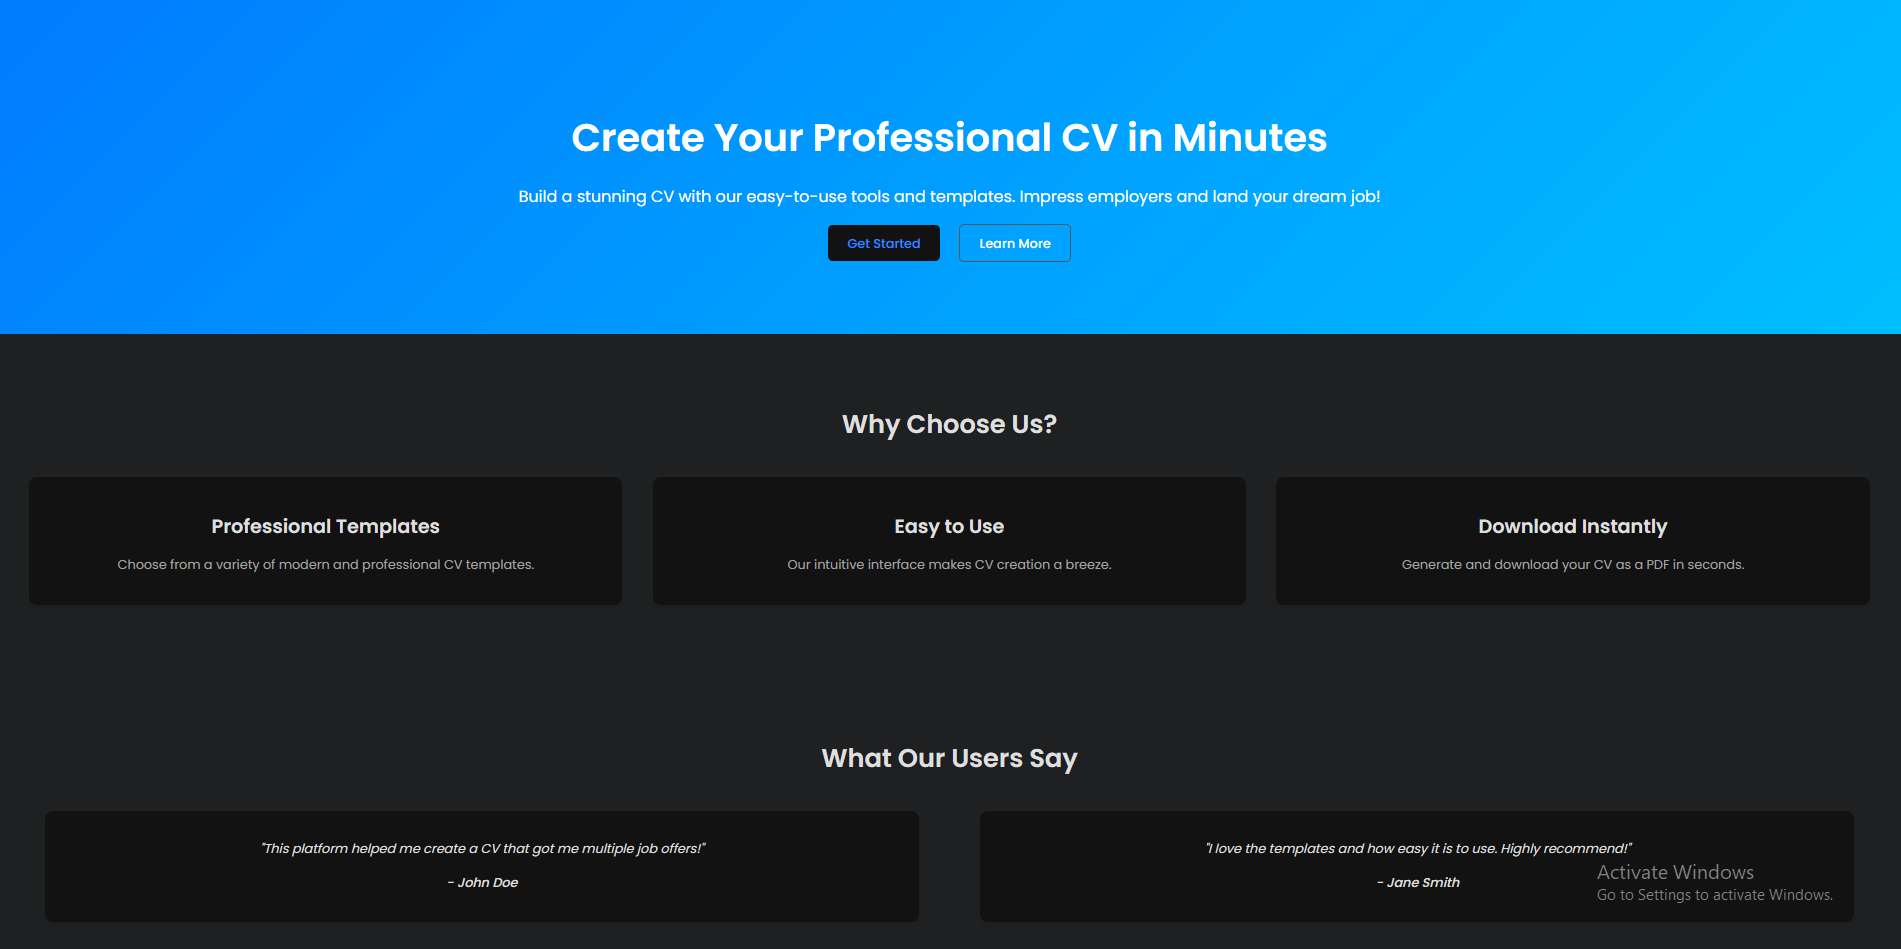 Create Your Professional CV in Minutes
Build a stunning CV with our easy-to-use tools and templates. Impress employers and land your dream job!
Get Started
Learn More
Why Choose Us?
Professional Templates
Choose from a variety of modern and professional CV templates.
Easy to Use
Our intuitive interface makes CV creation a breeze.
Download Instantly
Generate and download your CV as a PDF in seconds.
What Our Users Say
"This platform helped me create a CV that got me multiple job offers!"
- John Doe
"I love the templates and how easy it is to use. Highly recommend!"
- Jane Smith
Activate Windows
Go to Settings to activate Windows.